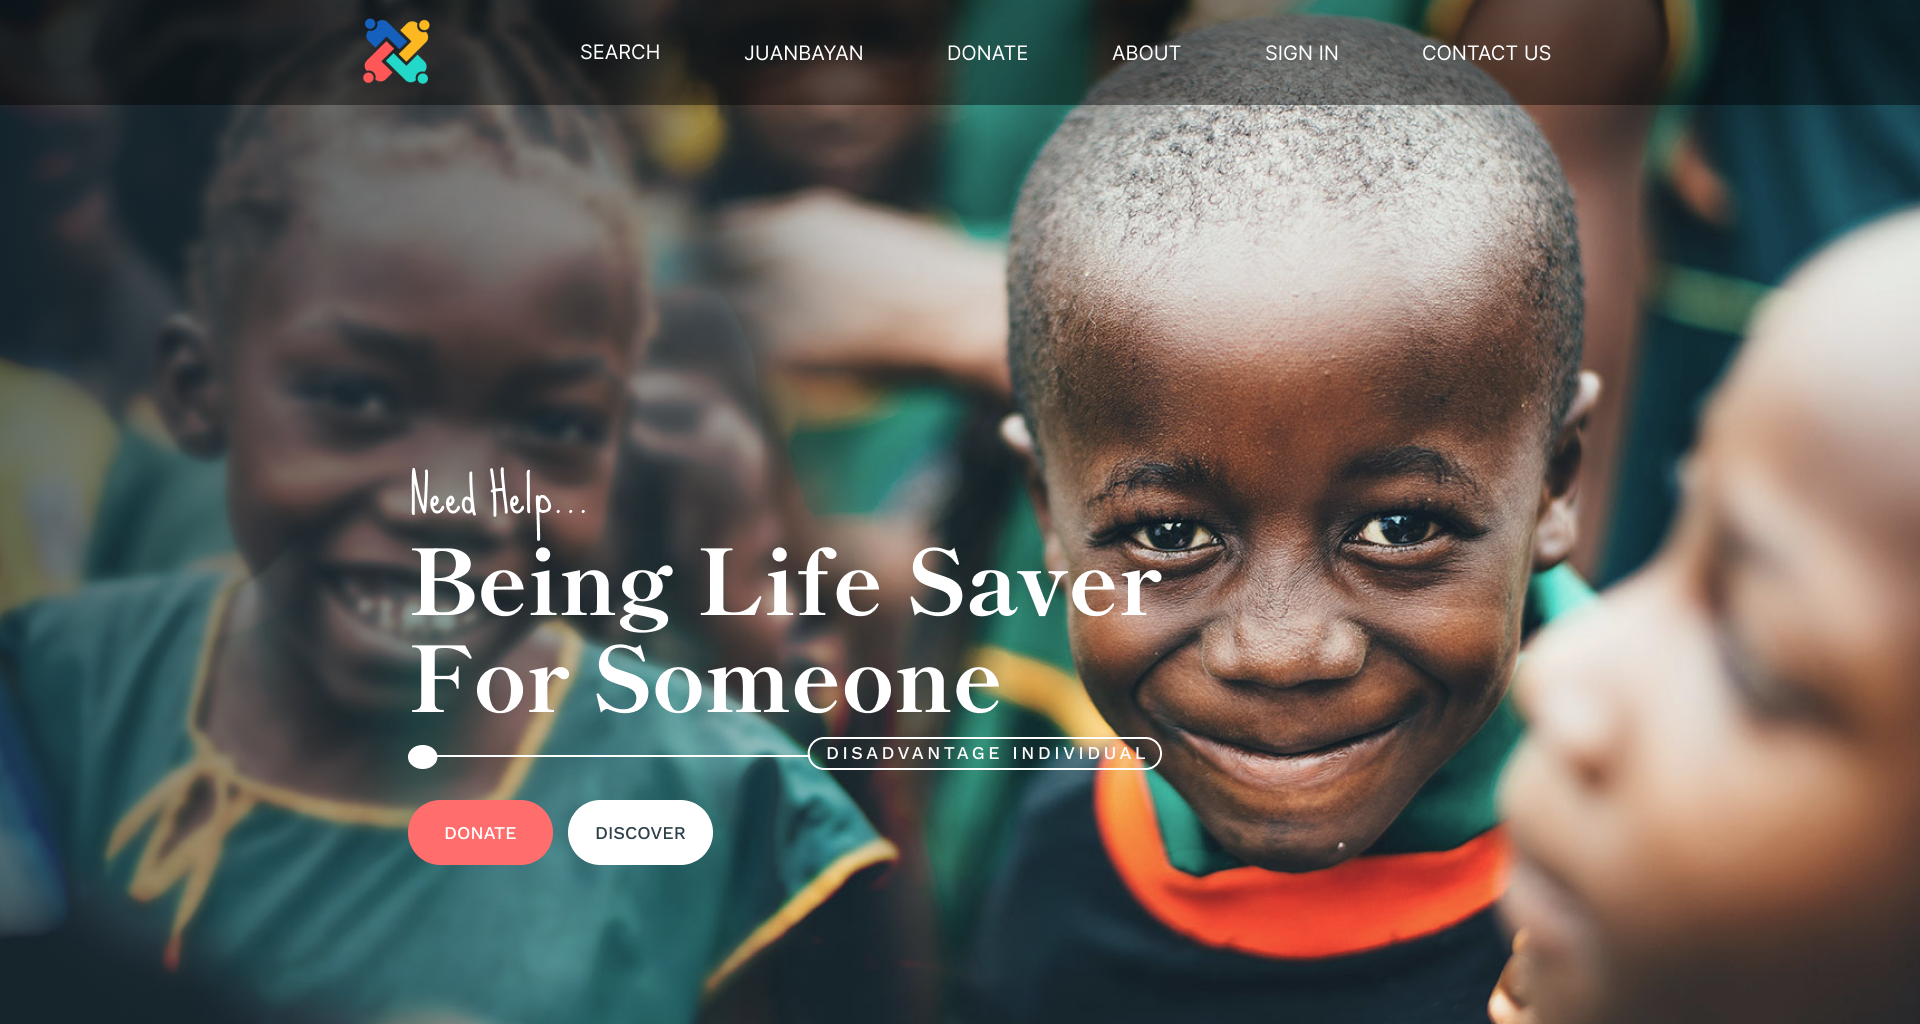 SEARCH JUANBAYAN DONATE ABOUT SIGN IN CONTACT US
Need Help...
Being Life Saver
For Someone
DISADVANTAGE INDIVIDUAL
DONATE DISCOVER